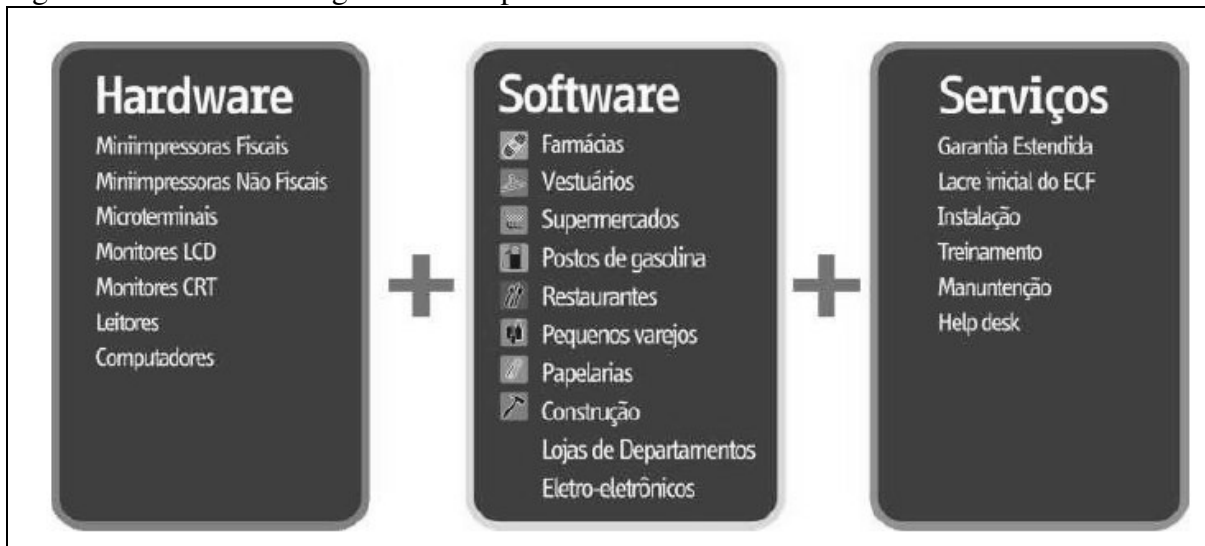 Hardware
Miniimpressoras Fiscais
Miniimpressoras Não Fiscais
Microterminais
Monitores LCD
Monitores CRT
Leitores
Computadores
Software
Farmácias
Vestuários
Supermercados
Postos de gasolina
Restaurantes
Pequenos varejos
Papelarias
Construção
Lojas de Departamentos
Eletro-eletrônicos
Serviços
Garantia Estendida
Lacre inicial do ECF
Instalação
Treinamento
Manuntenção
Help desk